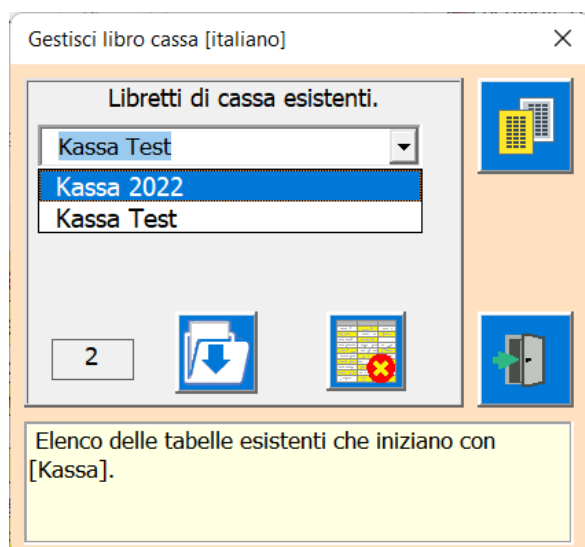 Gestisci libro cassa [italiano]
Libretti di cassa esistenti.
Kassa Test
Kassa 2022
Kassa Test
2
Elenco delle tabelle esistenti che iniziano con
[Kassa].